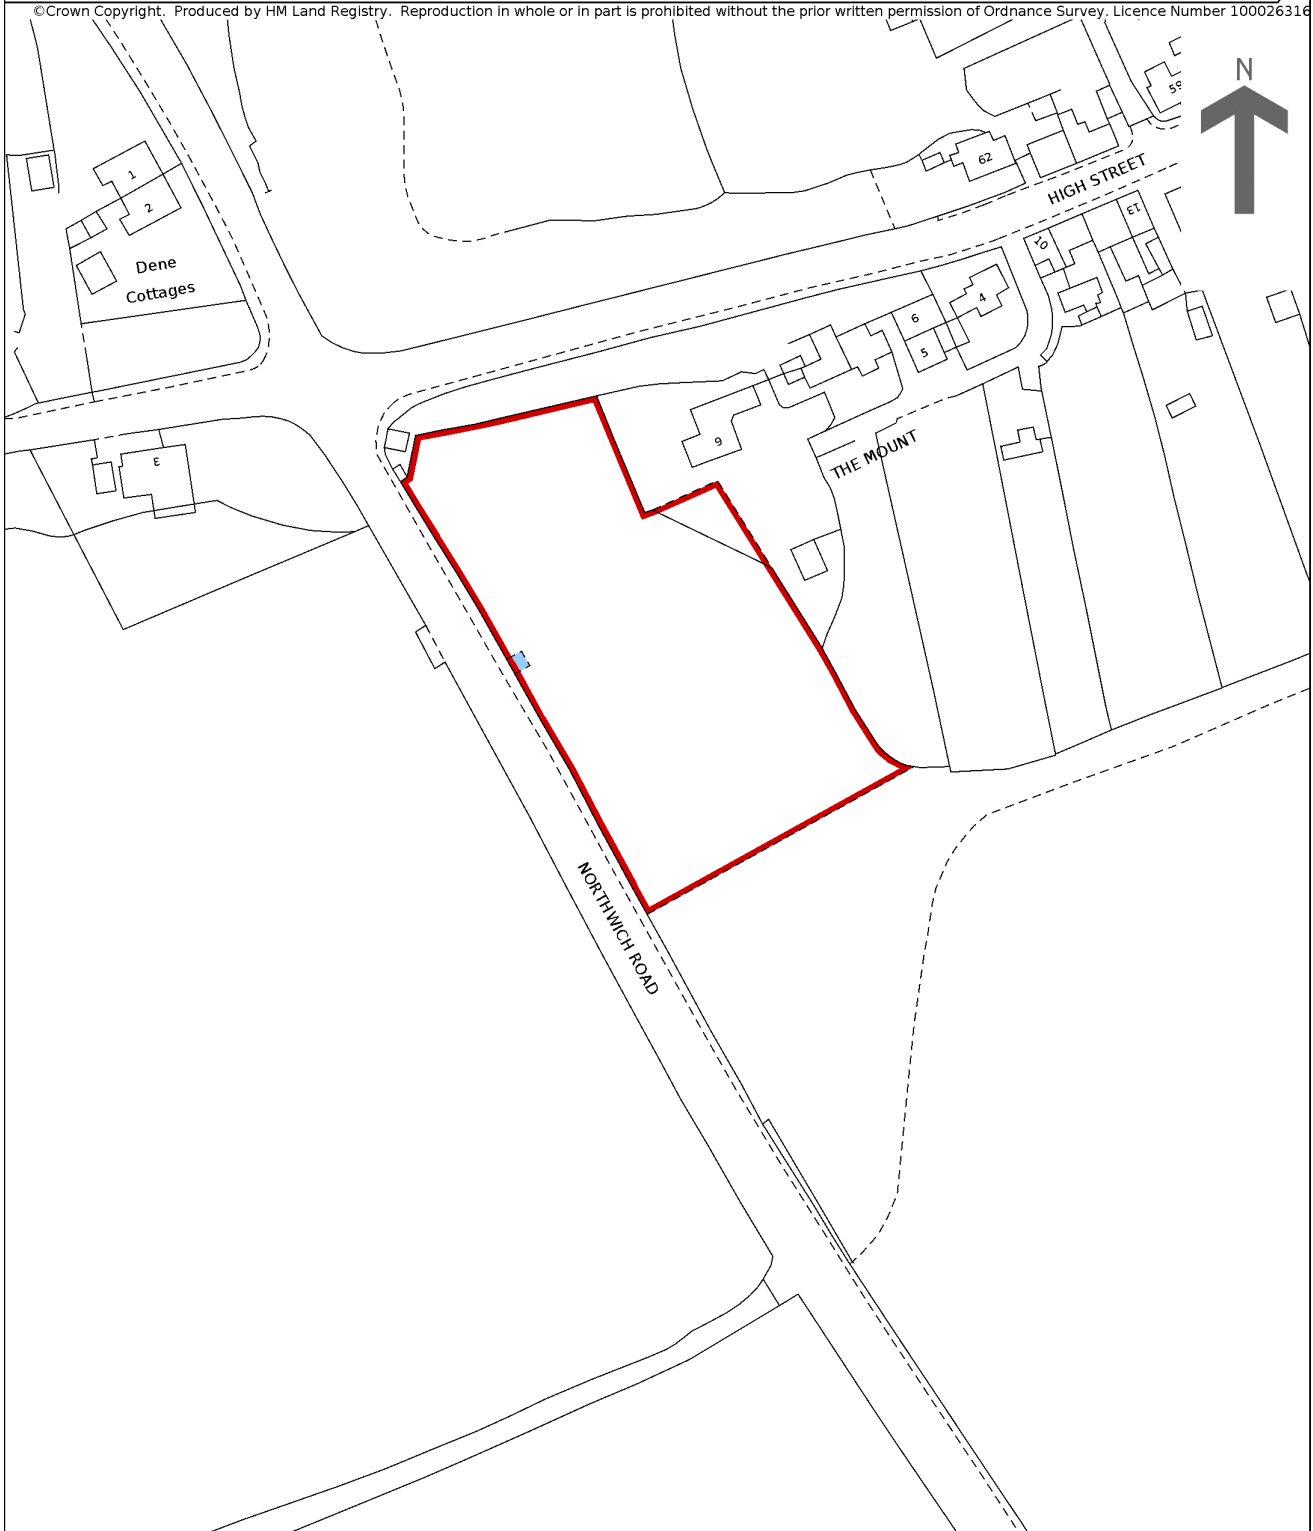 ©Crown Copyright. Produced by HM Land Registry. Reproduction in whole or in part is prohibited without the prior written permission of Ordnance Survey. Licence Number 100026316
N
59
62
HIGH STREET
1
2
13
10
Dene
Cottages
4
6
5
9
THE MOUNT
3
NORTHWICH ROAD